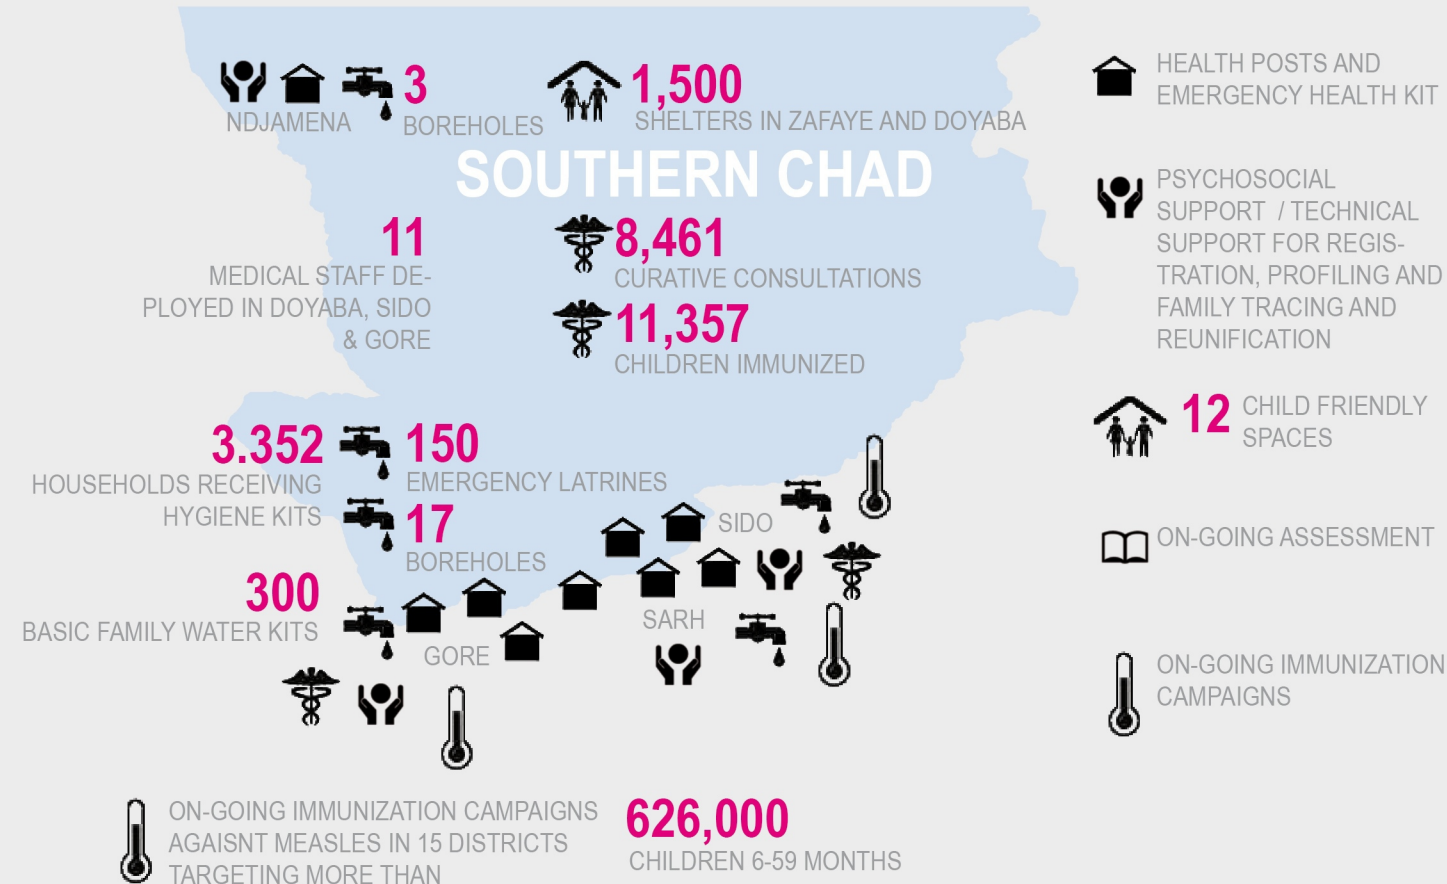 3
NDJAMENA
BOREHOLES
1,500
SHELTERS IN ZAFAYE AND DOYABA
SOUTHERN CHAD
11
MEDICAL STAFF DE-
PLOYED IN DOYABA, SIDO
& GORE
8,461
CURATIVE CONSULTATIONS
11,357
CHILDREN IMMUNIZED
3.352
HOUSEHOLDS RECEIVING
HYGIENE KITS
150
EMERGENCY LATRINES
17
BOREHOLES
300
BASIC FAMILY WATER KITS
SIDO
SARH
GORE
ON-GOING IMMUNIZATION CAMPAIGNS
AGAISNT MEASLES IN 15 DISTRICTS
TARGETING MORE THAN
626,000
CHILDREN 6-59 MONTHS
HEALTH POSTS AND
EMERGENCY HEALTH KIT
PSYCHOSOCIAL
SUPPORT / TECHNICAL
SUPPORT FOR REGIS-
TRATION, PROFILING AND
FAMILY TRACING AND
REUNIFICATION
12
CHILD FRIENDLY
SPACES
ON-GOING ASSESSMENT
ON-GOING IMMUNIZATION
CAMPAIGNS